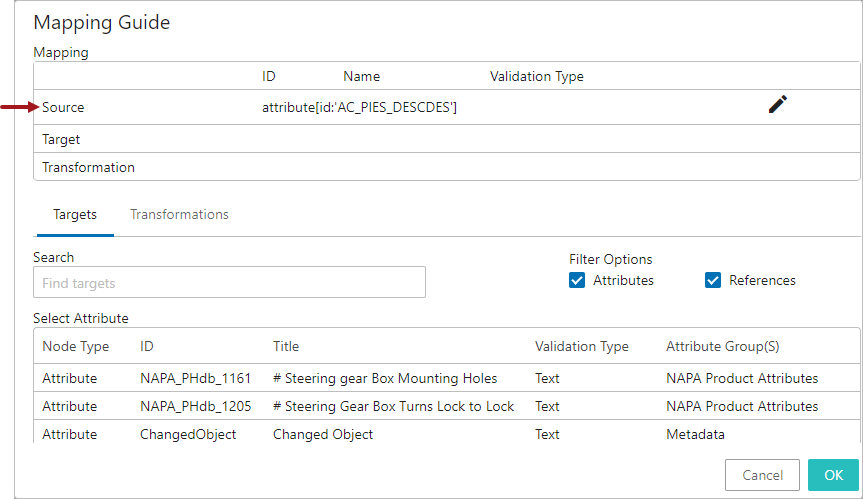 Mapping Guide
Mapping
ID Name Validation Type
Source attribute[id:'AC_PIES_DESCDES']
Target
Transformation
Targets Transformations
Search Filter Options
Find targets Attributes References
Select Attribute
Node Type ID Title Validation Type Attribute Group(S)
Attribute NAPA_PHdb_1161 # Steering gear Box Mounting Holes Text NAPA Product Attributes
Attribute NAPA_PHdb_1205 # Steering Gear Box Turns Lock to Lock Text NAPA Product Attributes
Attribute ChangedObject Changed Object Text Metadata
Cancel OK